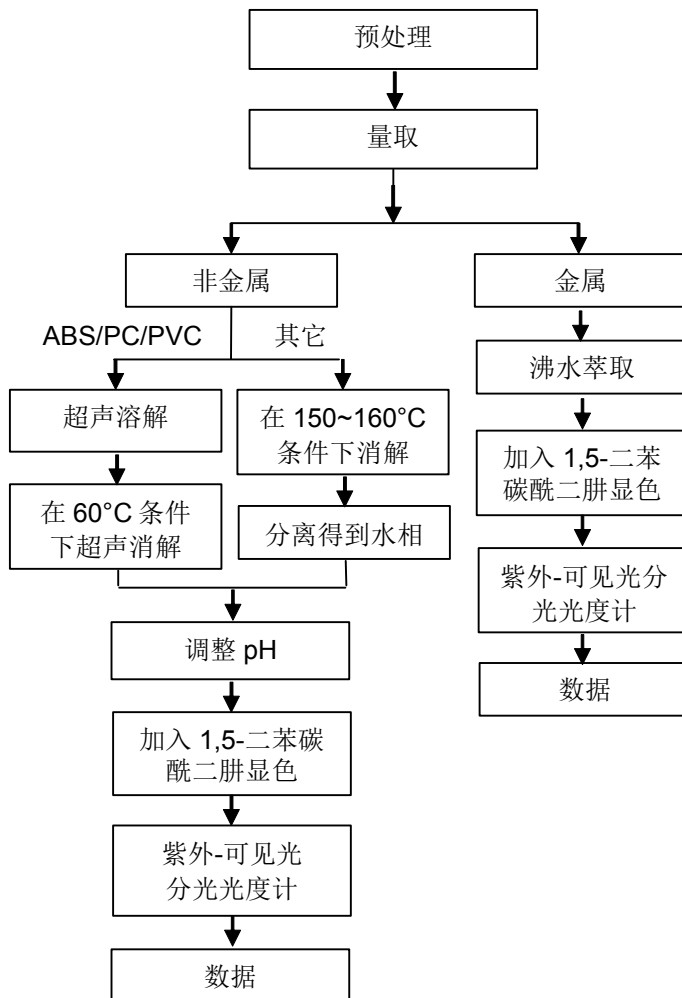 预处理
量取
非金属
金属
ABS/PC/PVC
其它
沸水萃取
超声溶解
在 150~160°C
条件下消解
加入 1,5-二苯
碳酰二肼显色
在 60°C 条件
下超声消解
分离得到水相
紫外-可见光分
光光度计
调整 pH
数据
加入 1,5-二苯碳
酰二肼显色
紫外-可见光
分光光度计
数据